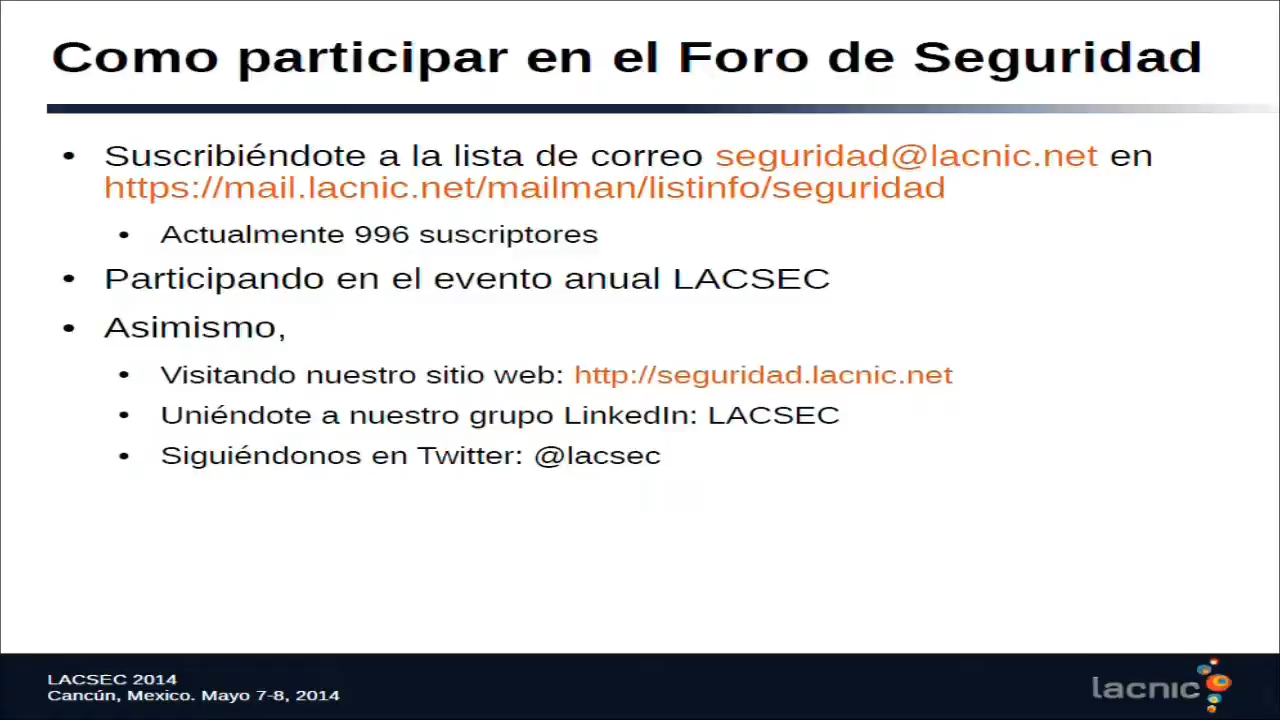 Como participar en el Foro de Seguridad
• Suscribiéndote a la lista de correo seguridad@lacnic.net en
https://mail.lacnic.net/mailman/listinfo/seguridad
• Actualmente 996 suscriptores
• Participando en el evento anual LACSEC
• Asimismo,
• Visitando nuestro sitio web: http://seguridad.lacnic.net
• Uniéndote a nuestro grupo LinkedIn: LACSEC
• Siguiéndonos en Twitter: @lacsec
LACSEC 2014
Cancún, Mexico. Mayo 7-8, 2014
lacnic